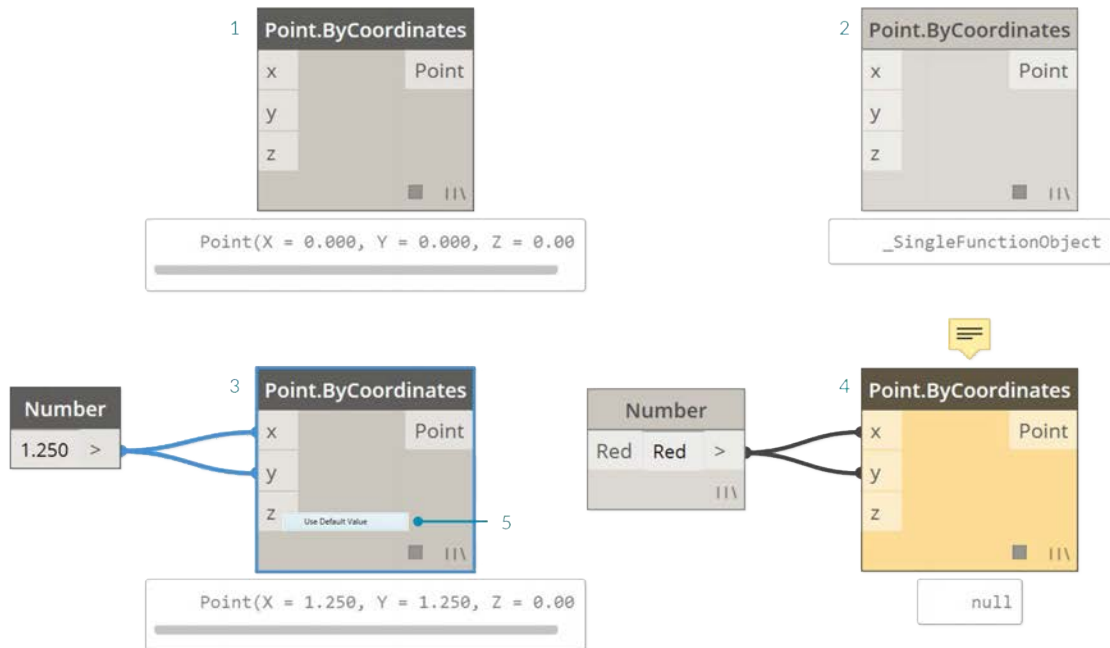 1 Point.ByCoordinates
x Point
y
z
Point(X = 0.000, Y = 0.000, Z = 0.00
2 Point.ByCoordinates
x Point
y
z
_SingleFunctionObject
Number
1.250 >
3 Point.ByCoordinates
x Point
y
z Use Default Value 5
Point(X = 1.250, Y = 1.250, Z = 0.00
Number
Red Red >
4 Point.ByCoordinates
x Point
y
z
null